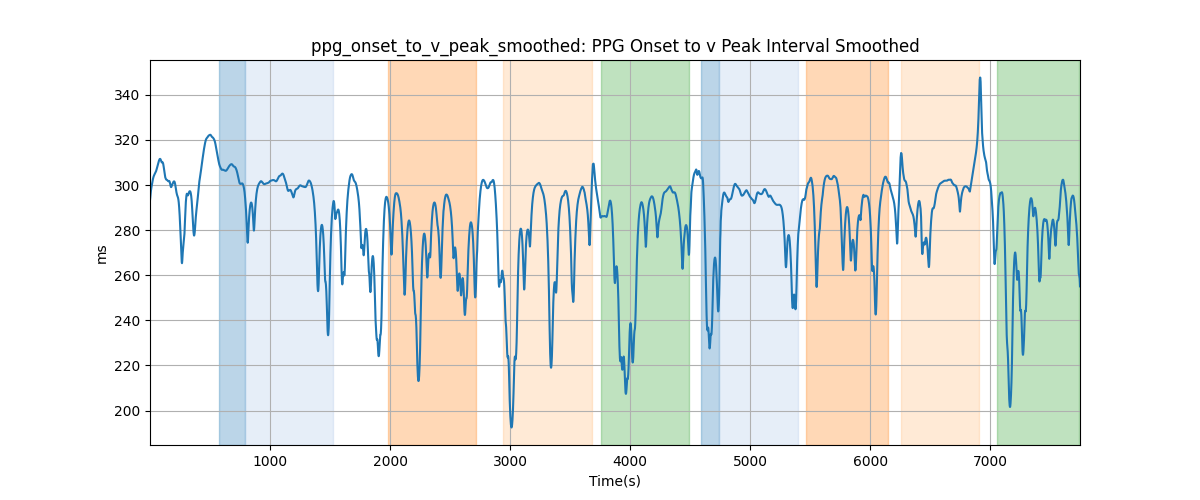 ppg_onset_to_v_peak_smoothed: PPG Onset to v Peak Interval Smoothed
340
320
300
280
260
240
220
200
ms
1000 2000 3000 4000 5000 6000 7000
Time(s)